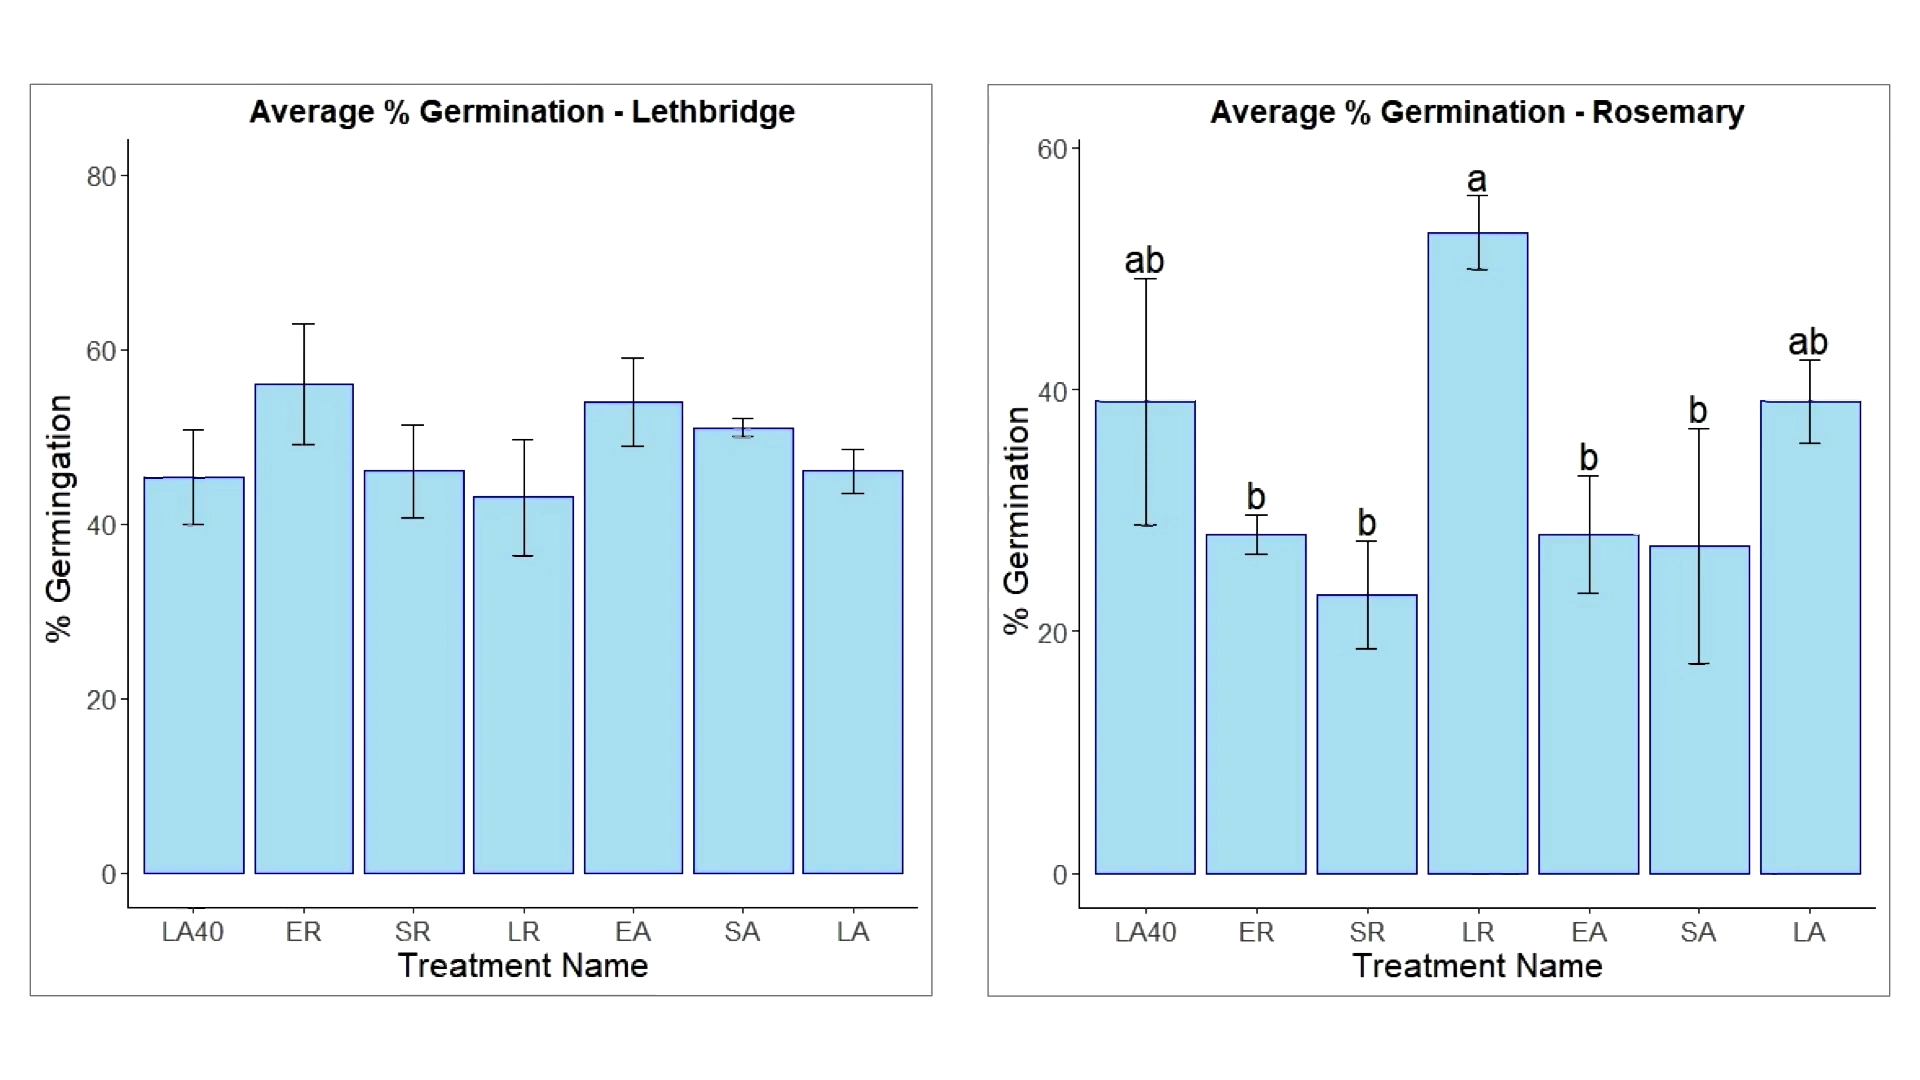 Average % Germination - Lethbridge
80
60
40
20
0
% Germingation
LA40 ER SR LR EA SA LA
Treatment Name
Average % Germination - Rosemary
60
40
20
0
% Germination
a
ab
ab
b
b
b
b
LA40 ER SR LR EA SA LA
Treatment Name